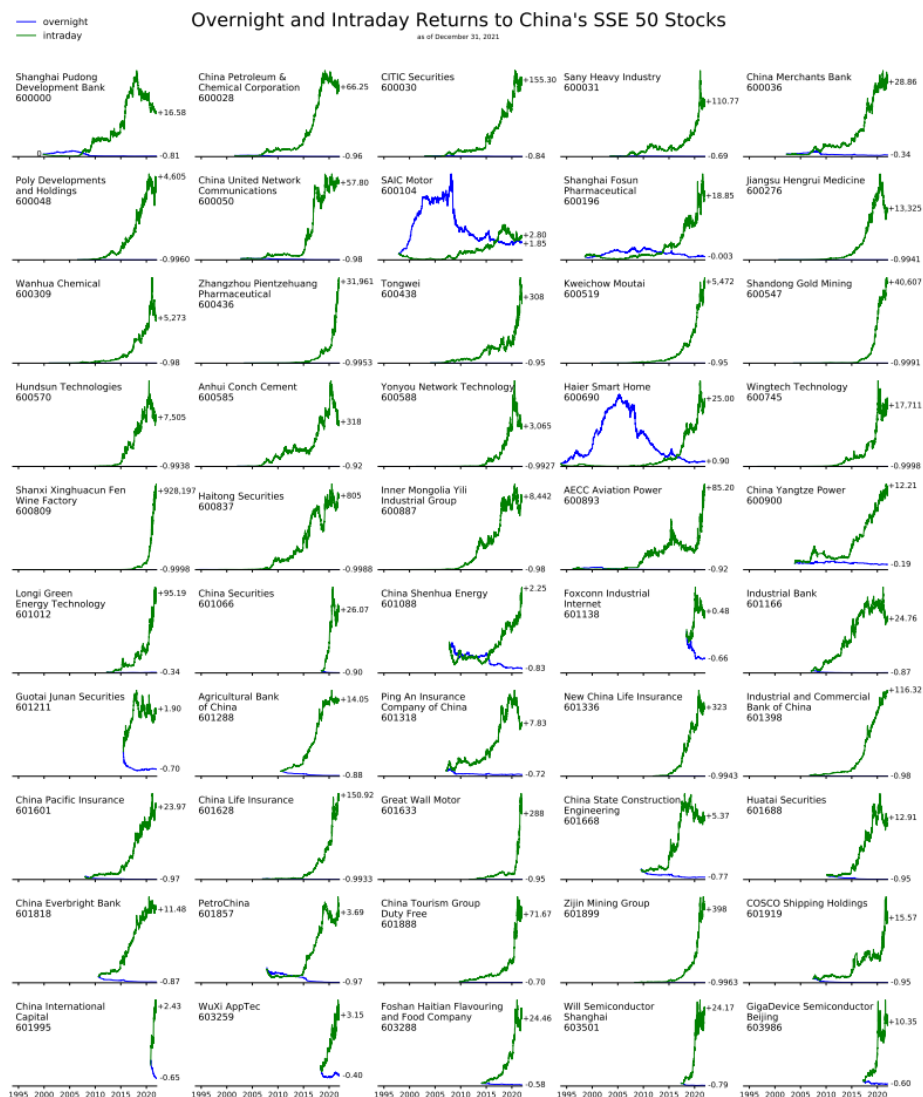 Overnight and Intraday Returns to China's SSE 50 Stocks
as of December 31, 2021
overnight
intraday
Shanghai Pudong
Development Bank
600000
+16.58
-0.81
0
China Petroleum &
Chemical Corporation
600028
+66.25
-0.96
CITIC Securities
600030
+155.30
-0.84
Sany Heavy Industry
600031
+110.77
-0.69
China Merchants Bank
600036
+28.86
-0.34
Poly Developments
and Holdings
600048
+4,605
-0.9960
China United Network
Communications
600050
+57.80
-0.98
SAIC Motor
600104
+2.80
+1.85
Shanghai Fosun
Pharmaceutical
600196
+18.85
-0.003
Jiangsu Hengrui Medicine
600276
+13,325
-0.9941
Wanhua Chemical
600309
+5,273
-0.98
Zhangzhou Pientzehuang
Pharmaceutical
600436
+31,961
-0.9953
Tongwei
600438
+308
-0.95
Kweichow Moutai
600519
+5,472
-0.95
Shandong Gold Mining
600547
+40,607
-0.9991
Hundsun Technologies
600570
+7,505
-0.9938
Anhui Conch Cement
600585
+318
-0.92
Yonyou Network Technology
600588
+3,065
-0.9927
Haier Smart Home
600690
+25.00
+0.90
Wingtech Technology
600745
+17,711
-0.9998
Shanxi Xinghuacun Fen
Wine Factory
600809
+928,197
-0.9998
Haitong Securities
600837
+805
-0.9988
Inner Mongolia Yili
Industrial Group
600887
+8,442
-0.98
AECC Aviation Power
600893
+85.20
-0.92
China Yangtze Power
600900
+12.21
-0.19
Longi Green
Energy Technology
601012
+95.19
-0.34
China Securities
601066
+26.07
-0.90
China Shenhua Energy
601088
+2.25
-0.83
Foxconn Industrial
Internet
601138
+0.48
-0.66
Industrial Bank
601166
+24.76
-0.87
Guotai Junan Securities
601211
+1.90
-0.70
Agricultural Bank
of China
601288
+14.05
-0.88
Ping An Insurance
Company of China
601318
+7.83
-0.72
New China Life Insurance
601336
+323
-0.9943
Industrial and Commercial
Bank of China
601398
+116.32
-0.98
China Pacific Insurance
601601
+23.97
-0.97
China Life Insurance
601628
+150.92
-0.9933
Great Wall Motor
601633
+288
-0.95
China State Construction
Engineering
601668
+5.37
-0.77
Huatai Securities
601688
+12.91
-0.95
China Everbright Bank
601818
+11.48
-0.87
PetroChina
601857
+3.69
-0.97
China Tourism Group
Duty Free
601888
+71.67
-0.70
Zijin Mining Group
601899
+398
-0.9963
COSCO Shipping Holdings
601919
+15.57
-0.95
China International
Capital
601995
+2.43
-0.65
WuXi AppTec
603259
+3.15
-0.40
Foshan Haitian Flavouring
and Food Company
603288
+24.46
-0.58
Will Semiconductor
Shanghai
603501
+24.17
-0.79
GigaDevice Semiconductor
Beijing
603986
+10.35
-0.60
1995 2000 2005 2010 2015 2022
1995 2000 2005 2010 2015 2022
1995 2000 2005 2010 2015 2022
1995 2000 2005 2010 2015 2022
1995 2000 2005 2010 2015 2022